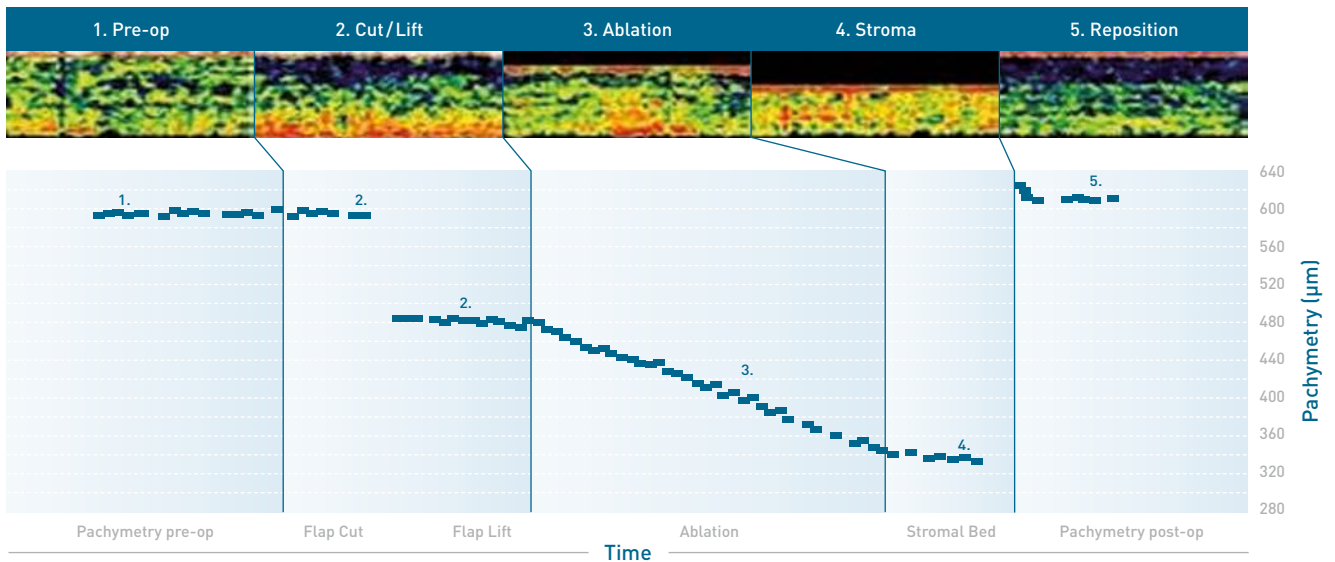 1. Pre-op
2. Cut/Lift
3. Ablation
4. Stroma
5. Reposition
1.
2.
2.
3.
4.
5.
640
600
560
520
480
440
400
360
320
280
Pachymetry (µm)
Pachymetry pre-op
Flap Cut
Flap Lift
Ablation
Stromal Bed
Pachymetry post-op
Time